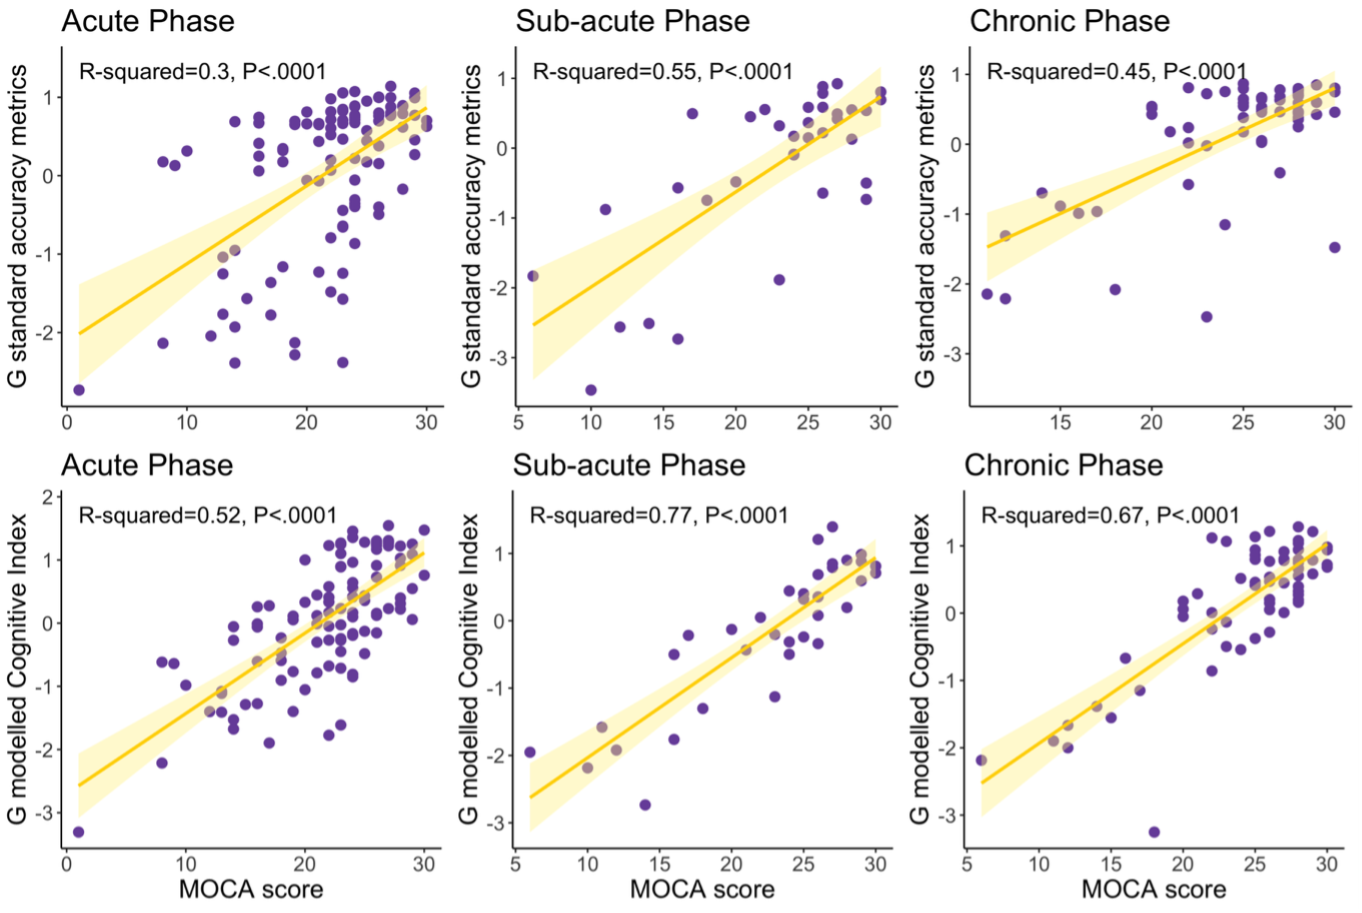 Acute Phase
Sub-acute Phase
Chronic Phase
G standard accuracy metrics
R-squared=0.3, P<.0001
1
0
-1
-2
0
10
20
30
G standard accuracy metrics
R-squared=0.55, P<.0001
1
0
-1
-2
-3
5
10
15
20
25
30
G standard accuracy metrics
R-squared=0.45, P<.0001
1
0
-1
-2
-3
15
20
25
30
Acute Phase
Sub-acute Phase
Chronic Phase
G modelled Cognitive Index
R-squared=0.52, P<.0001
2
1
0
-1
-2
-3
0
10
20
30
MOCA score
G modelled Cognitive Index
R-squared=0.77, P<.0001
1
0
-1
-2
-3
5
10
15
20
25
30
MOCA score
G modelled Cognitive Index
R-squared=0.67, P<.0001
1
0
-1
-2
-3
5
10
15
20
25
30
MOCA score